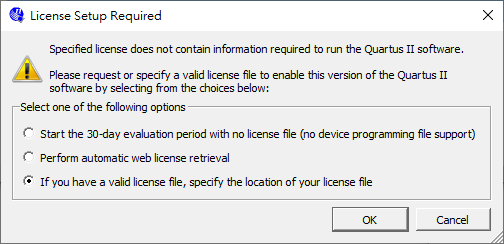 License Setup Required
Specified license does not contain information required to run the Quartus II software.
Please request or specify a valid license file to enable this version of the Quartus II
software by selecting from the choices below:
Select one of the following options
Start the 30-day evaluation period with no license file (no device programming file support)
Perform automatic web license retrieval
If you have a valid license file, specify the location of your license file
OK
Cancel